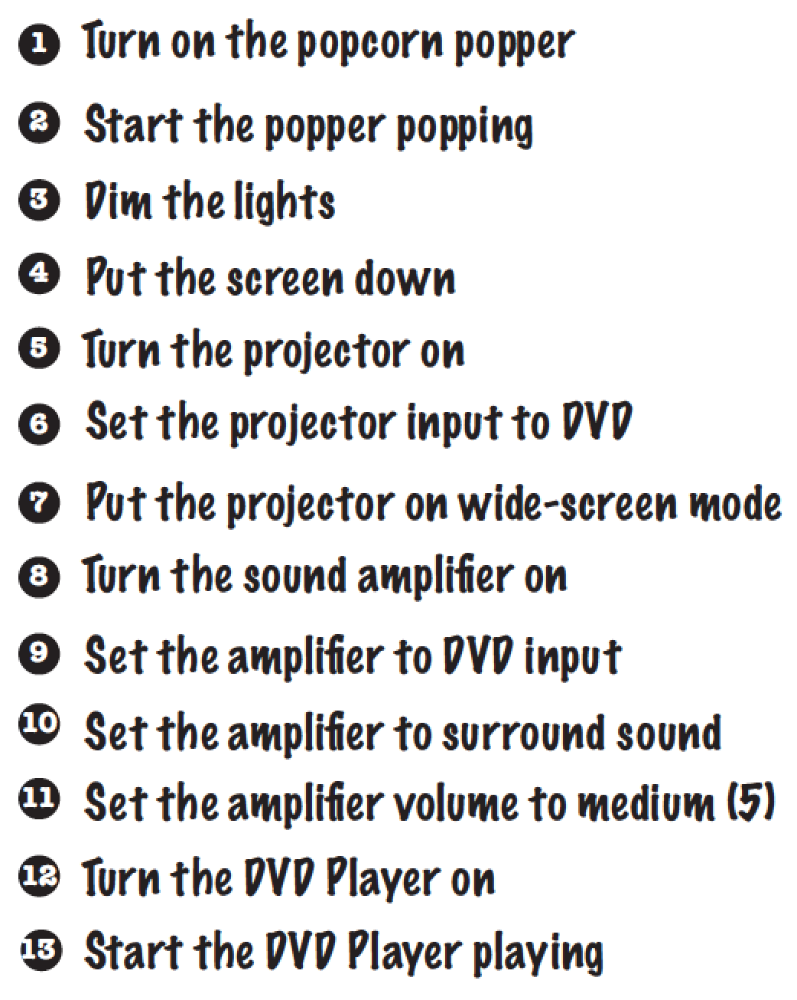 1 Turn on the popcorn popper
2 Start the popper popping
3 Dim the lights
4 Put the screen down
5 Turn the projector on
6 Set the projector input to DVD
7 Put the projector on wide-screen mode
8 Turn the sound amplifier on
9 Set the amplifier to DVD input
10 Set the amplifier to surround sound
11 Set the amplifier volume to medium (5)
12 Turn the DVD Player on
13 Start the DVD Player playing